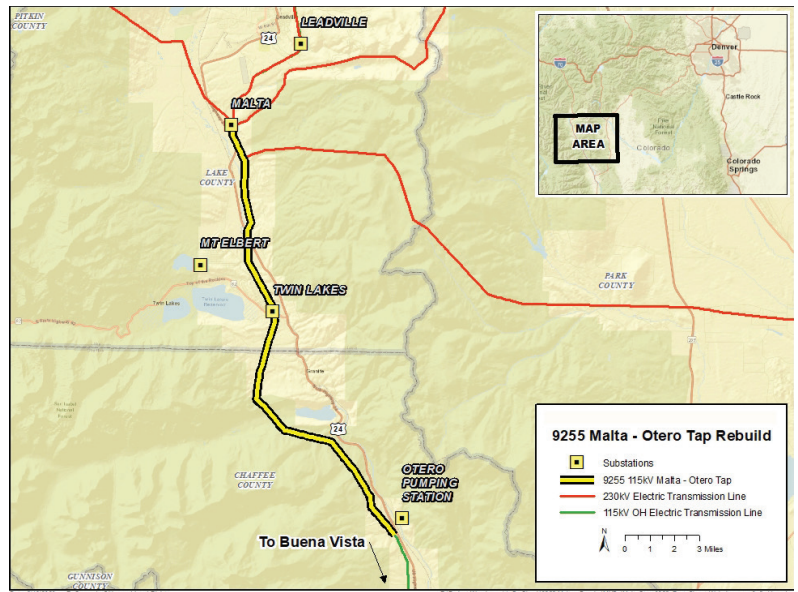 PITKIN
COUNTY
Leadville
LEADVILLE
24
MALTA
LAKE
COUNTY
MT ELBERT
TWIN LAKES
Twin Lakes
Granite
24
CHAFFEE
COUNTY
OTERO
PUMPING
STATION
To Buena Vista
GUNNISON
COUNTY
PARK
COUNTY
Denver
Castle Rock
Colorado
Colorado
Springs
MAP
AREA
9255 Malta - Otero Tap Rebuild
Substations
9255 115kV Malta - Otero Tap
230kV Electric Transmission Line
115kV OH Electric Transmission Line
N
0 1 2 3 Miles